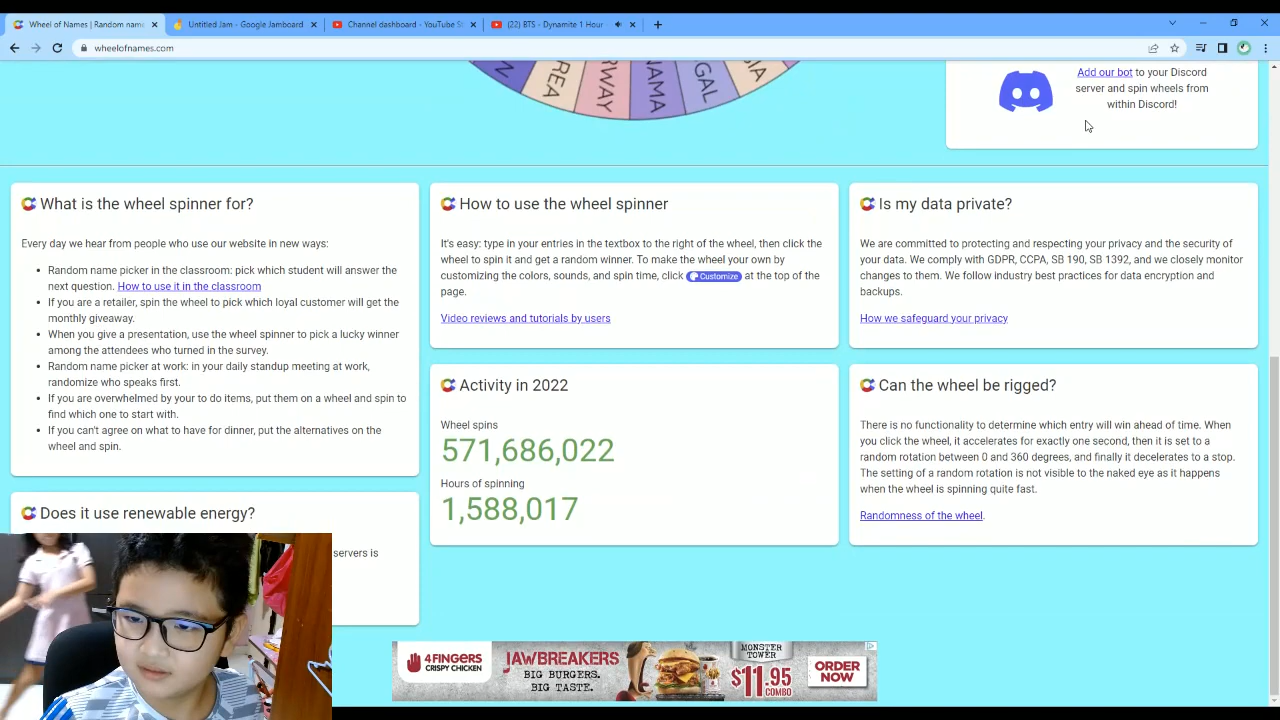 Wheel of Names | Random nam
Untitled Jam - Google Jamboard
Channel dashboard - YouTube St
(22) BTS - Dynamite 1 Hour
wheelofnames.com
REA
RWAY
NAMA
GAL
Add our bot to your Discord
server and spin wheels from
within Discord!
What is the wheel spinner for?
Every day we hear from people who use our website in new ways:
• Random name picker in the classroom: pick which student will answer the
next question. How to use it in the classroom
• If you are a retailer, spin the wheel to pick which loyal customer will get the
monthly giveaway.
• When you give a presentation, use the wheel spinner to pick a lucky winner
among the attendees who turned in the survey.
• Random name picker at work: in your daily standup meeting at work,
randomize who speaks first.
• If you are overwhelmed by your to do items, put them on a wheel and spin to
find which one to start with.
• If you can't agree on what to have for dinner, put the alternatives on the
wheel and spin.
Does it use renewable energy?
servers is
How to use the wheel spinner
It's easy: type in your entries in the textbox to the right of the wheel, then click the
wheel to spin it and get a random winner. To make the wheel your own by
customizing the colors, sounds, and spin time, click Customize at the top of the
page.
Video reviews and tutorials by users
Activity in 2022
Wheel spins
571,686,022
Hours of spinning
1,588,017
Is my data private?
We are committed to protecting and respecting your privacy and the security of
your data. We comply with GDPR, CCPA, SB 190, SB 1392, and we closely monitor
changes to them. We follow industry best practices for data encryption and
backups.
How we safeguard your privacy
Can the wheel be rigged?
There is no functionality to determine which entry will win ahead of time. When
you click the wheel, it accelerates for exactly one second, then it is set to a
random rotation between 0 and 360 degrees, and finally it decelerates to a stop.
The setting of a random rotation is not visible to the naked eye as it happens
when the wheel is spinning quite fast.
Randomness of the wheel.
4FINGERS
CRISPY CHICKEN
JAWBREAKERS
BIG BURGERS.
BIG TASTE.
MONSTER
TOWER
$11.95
COMBO
ORDER
NOW